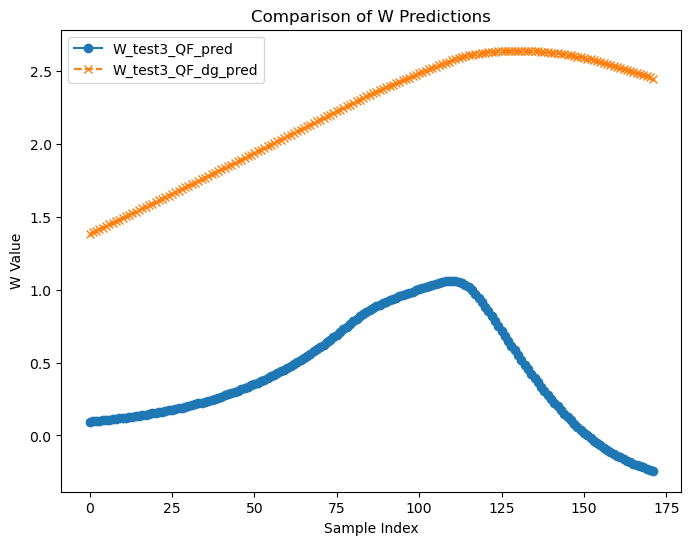 Comparison of W Predictions
W_test3_QF_pred
W_test3_QF_dg_pred
2.5
2.0
1.5
1.0
0.5
0.0
W Value
0
25
50
75
100
125
150
175
Sample Index